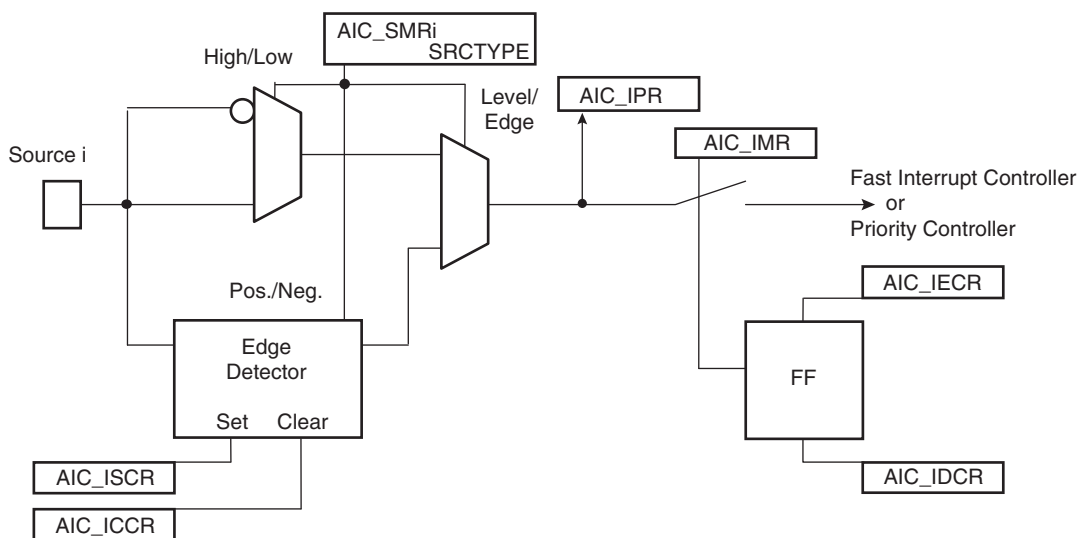 AIC_SMRi
SRCTYPE
High/Low
Level/
Edge
AIC_IPR
AIC_IMR
Source i
Fast Interrupt Controller
or
Priority Controller
Pos./Neg.
AIC_IECR
Edge
Detector
FF
Set Clear
AIC_ISCR
AIC_IDCR
AIC_ICCR